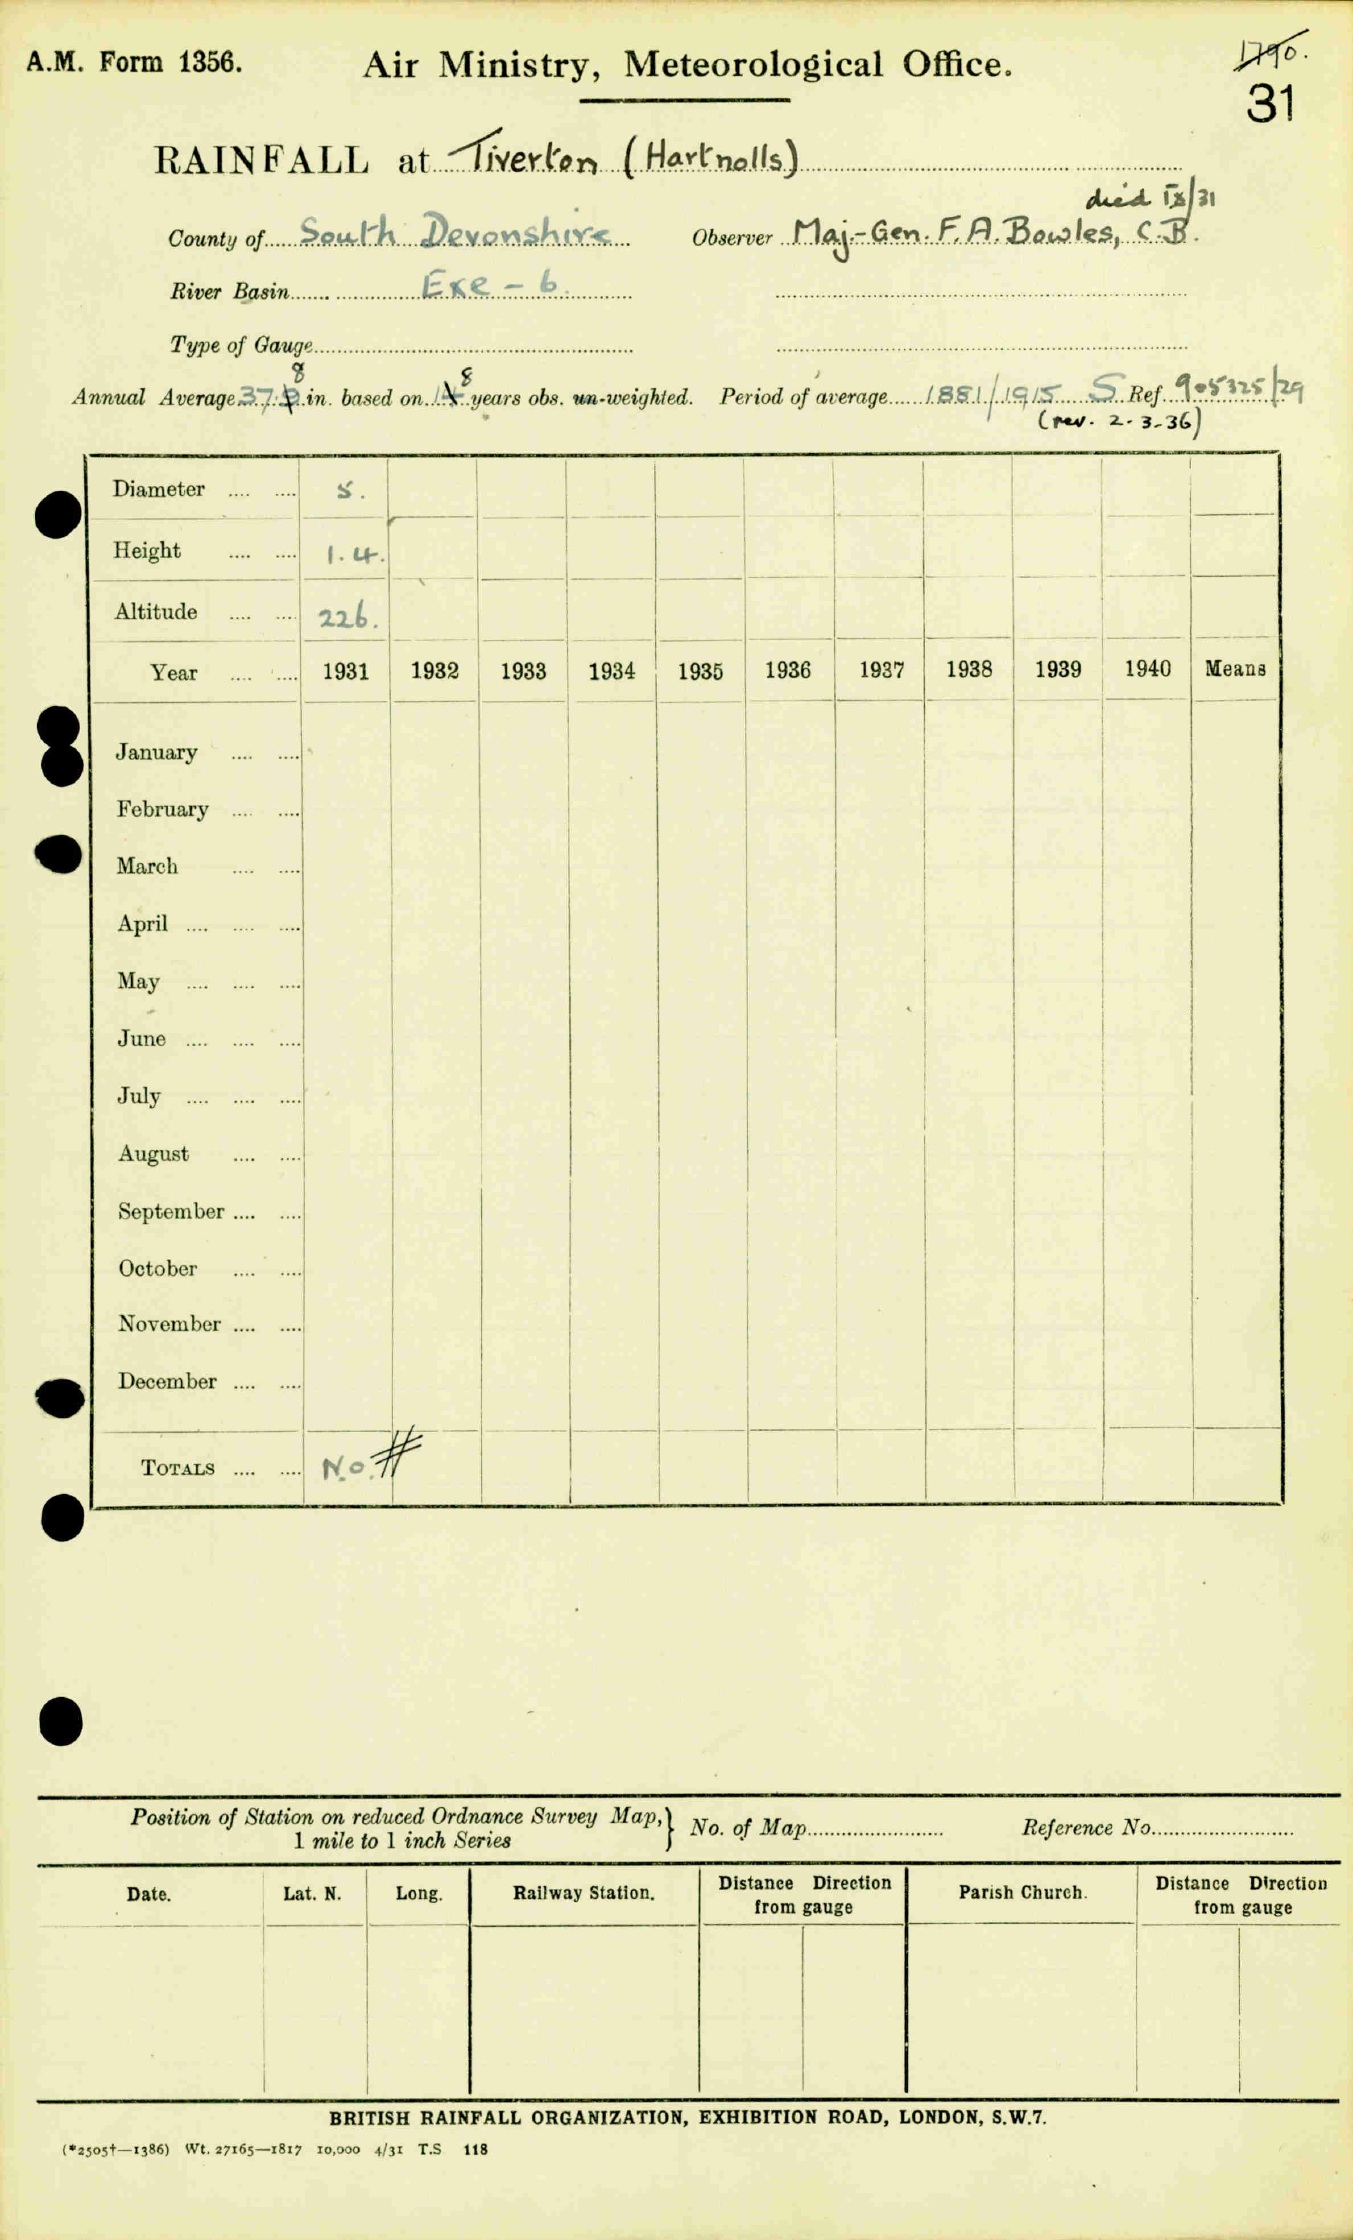 A.M. Form 1356.
Air Ministry, Meteorological Office.
1790.
31
RAINFALL at Tiverton (Hartnolls)
died IX/31
County of South Devonshire Observer Maj.-Gen. F.A. Bowles, C.B.
River Basin Exe - 6.
Type of Gauge
8 8
Annual Average 37. in. based on 1 years obs. un-weighted. Period of average 1881/1915 S Ref. 905325/29
(rev. 2-3-36)
Diameter .... .... 5.
Height .... .... 1.4.
Altitude .... .... 226.
Year .... .... 1931 1932 1933 1934 1935 1936 1937 1938 1939 1940 Means
January .... ....
February .... ....
March .... ....
April .... .... ....
May .... .... ....
June .... .... ....
July .... .... ....
August .... ....
September .... ....
October .... ....
November .... ....
December .... ....
TOTALS .... .... N.O. #
Position of Station on reduced Ordnance Survey Map, } No. of Map Reference No.
1 mile to 1 inch Series
Date. Lat. N. Long. Railway Station. Distance Direction from gauge Parish Church. Distance Direction from gauge
BRITISH RAINFALL ORGANIZATION, EXHIBITION ROAD, LONDON, S.W.7.
(*2505†—1386) Wt. 27165—1817 10,000 4/31 T.S 118